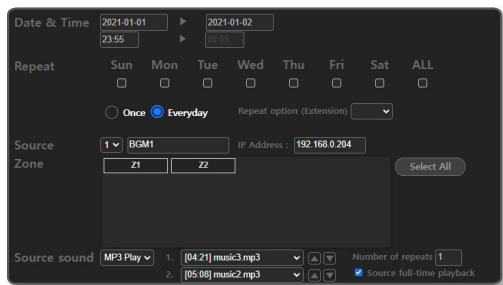 Date & Time 2021-01-01 ▶ 2021-01-02
23:55 ▶ 00:05
Repeat Sun Mon Tue Wed Thu Fri Sat ALL
Once Everyday Repeat option (Extension)
Source 1 BGM1 IP Address : 192.168.0.204
Zone Z1 Z2 Select All
Source sound MP3 Play 1. [04:21] music3.mp3 ▲ ▼ Number of repeats 1
2. [05:08] music2.mp3 ▲ ▼ Source full-time playback